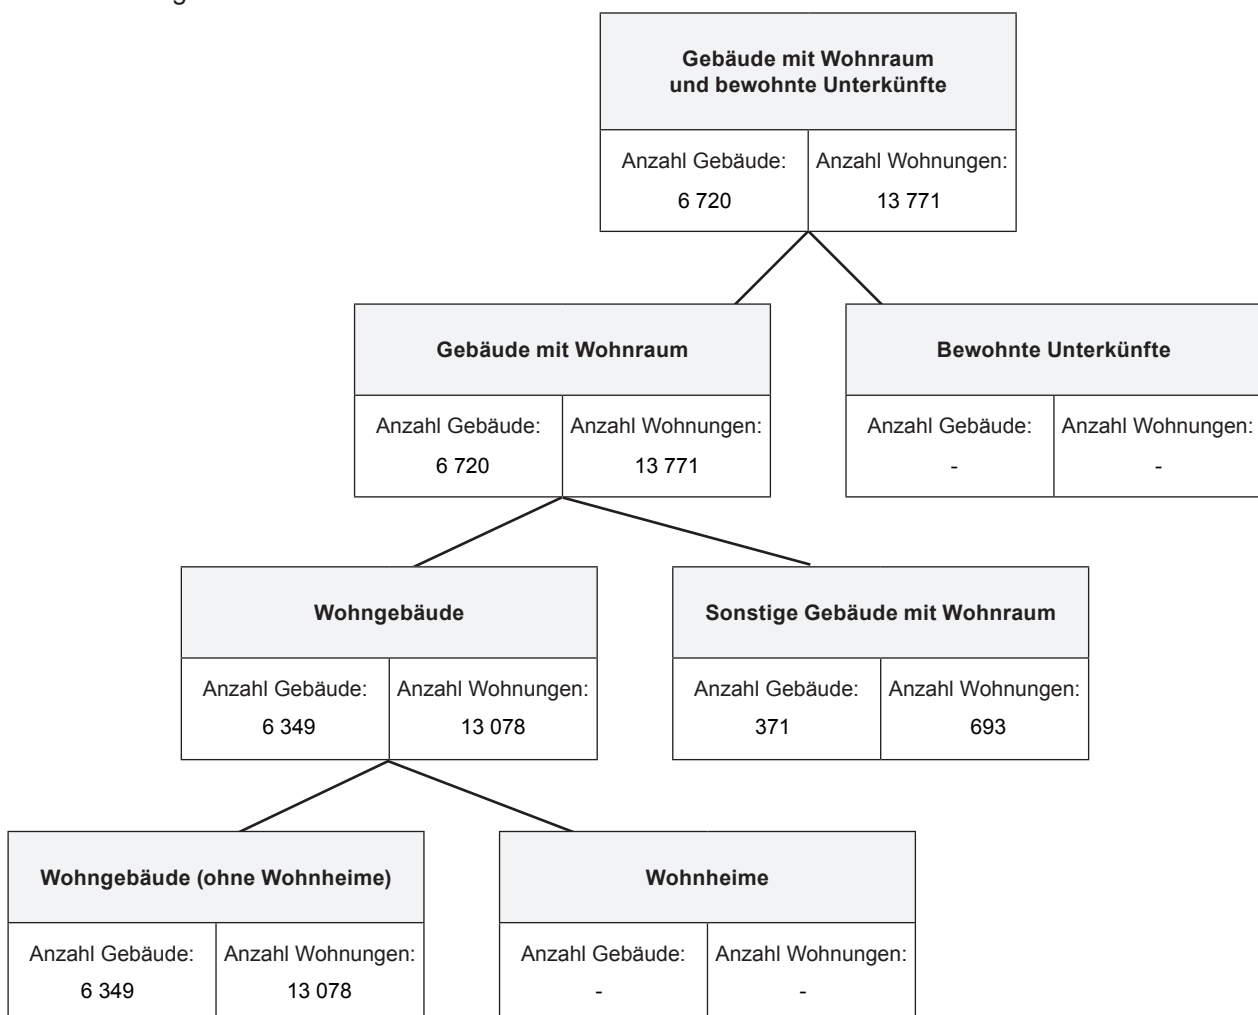 Gebäude mit Wohnraum
und bewohnte Unterkünfte
Anzahl Gebäude: Anzahl Wohnungen:
6 720 13 771
Gebäude mit Wohnraum Bewohnte Unterkünfte
Anzahl Gebäude: Anzahl Wohnungen: Anzahl Gebäude: Anzahl Wohnungen:
6 720 13 771 - -
Wohngebäude Sonstige Gebäude mit Wohnraum
Anzahl Gebäude: Anzahl Wohnungen: Anzahl Gebäude: Anzahl Wohnungen:
6 349 13 078 371 693
Wohngebäude (ohne Wohnheime) Wohnheime
Anzahl Gebäude: Anzahl Wohnungen: Anzahl Gebäude: Anzahl Wohnungen:
6 349 13 078 - -